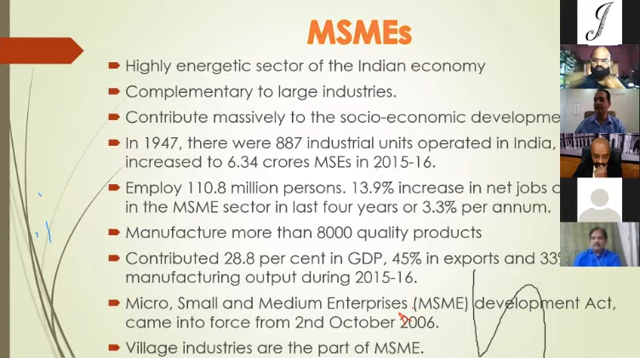 MSMEs
Highly energetic sector of the Indian economy
Complementary to large industries.
Contribute massively to the socio-economic developme
In 1947, there were 887 industrial units operated in India,
increased to 6.34 crores MSEs in 2015-16.
Employ 110.8 million persons. 13.9% increase in net jobs
in the MSME sector in last four years or 3.3% per annum.
Manufacture more than 8000 quality products
Contributed 28.8 per cent in GDP, 45% in exports and 33%
manufacturing output during 2015-16.
Micro, Small and Medium Enterprises (MSME) development Act,
came into force from 2nd October 2006.
Village industries are the part of MSME.